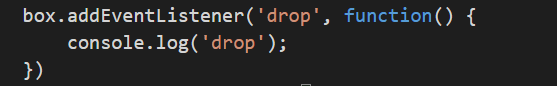 box.addEventListener('drop', function() {
    console.log('drop');
})